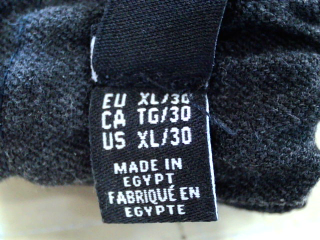 EU XL/30
CA TG/30
US XL/30
MADE IN
EGYPT
FABRIQUÉ EN
EGYPTE